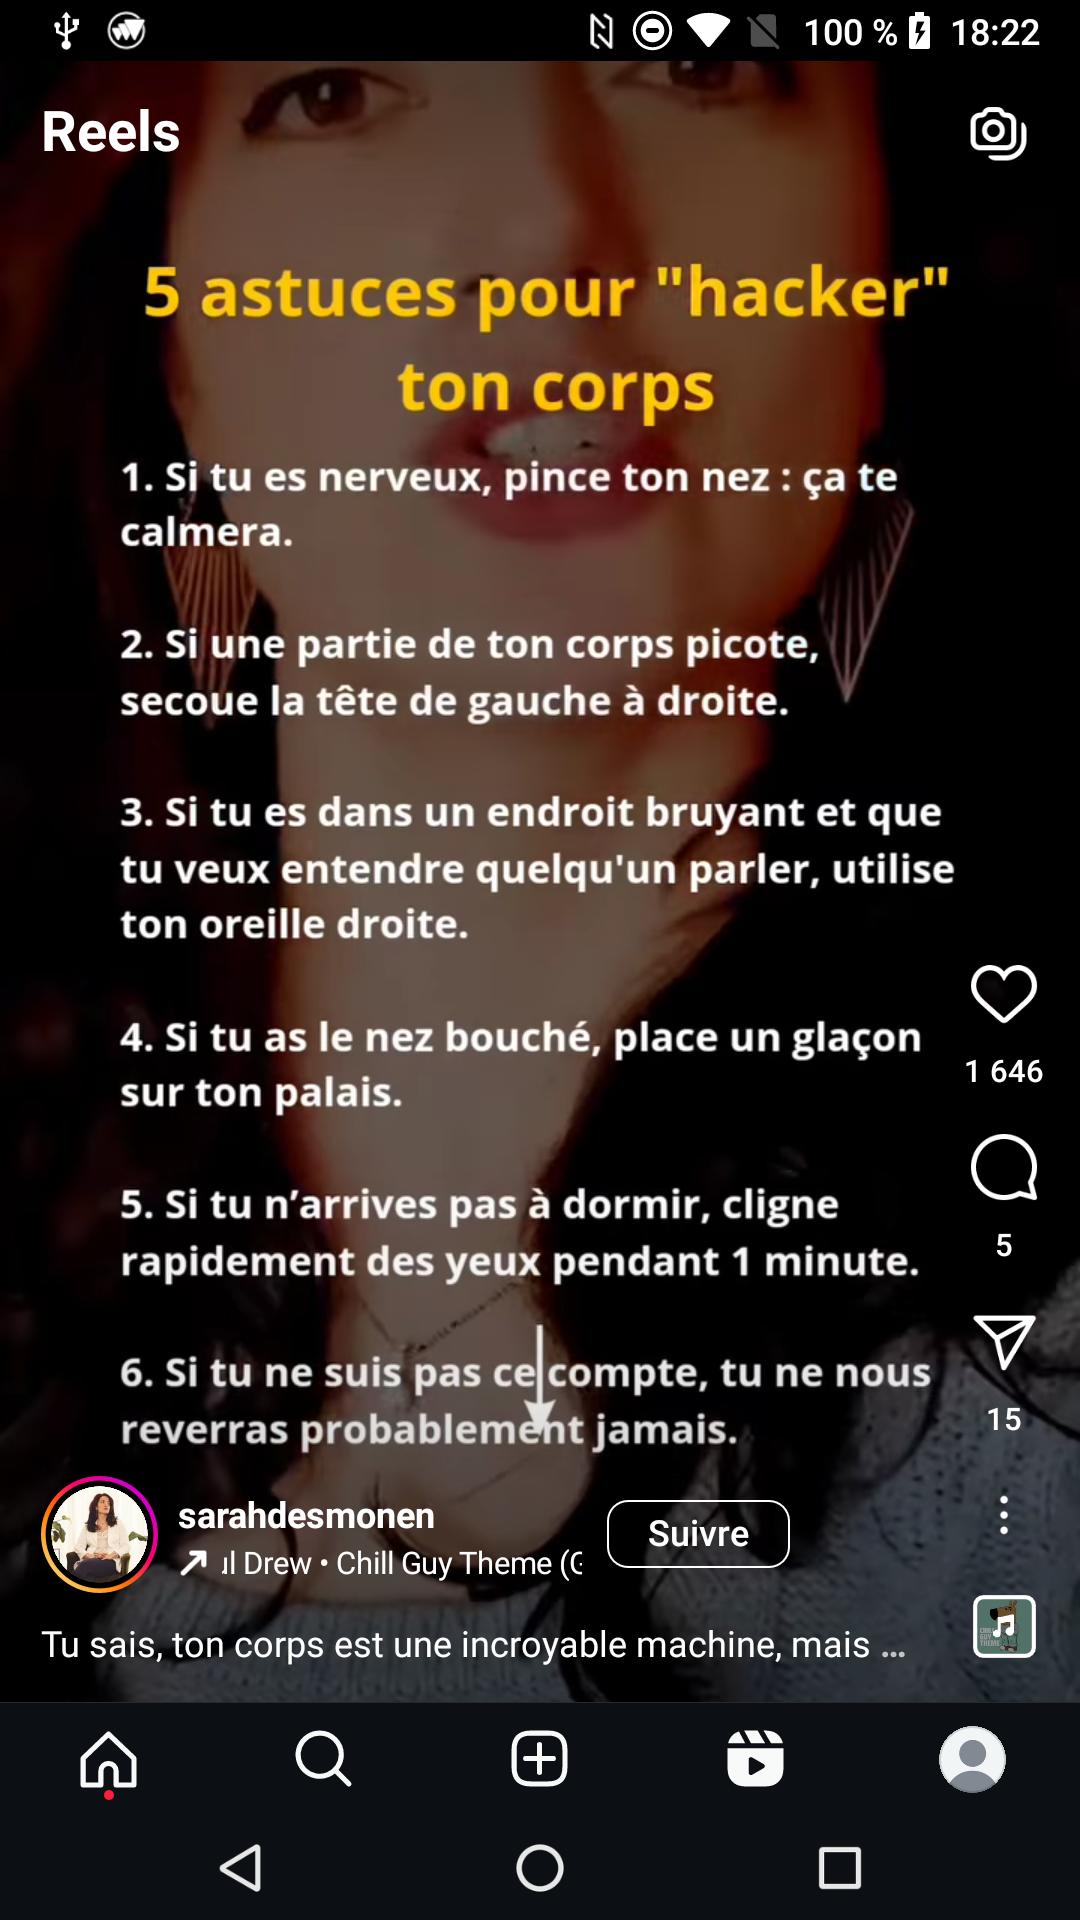 100 % 18:22
Reels
5 astuces pour "hacker"
ton corps
1. Si tu es nerveux, pince ton nez : ça te
calmera.
2. Si une partie de ton corps picote,
secoue la tête de gauche à droite.
3. Si tu es dans un endroit bruyant et que
tu veux entendre quelqu'un parler, utilise
ton oreille droite.
4. Si tu as le nez bouché, place un glaçon
sur ton palais.
5. Si tu n’arrives pas à dormir, cligne
rapidement des yeux pendant 1 minute.
6. Si tu ne suis pas ce compte, tu ne nous
reverras probablement jamais.
1 646
5
15
sarahdesmonen
Suivre
Drew • Chill Guy Theme
Tu sais, ton corps est une incroyable machine, mais ...